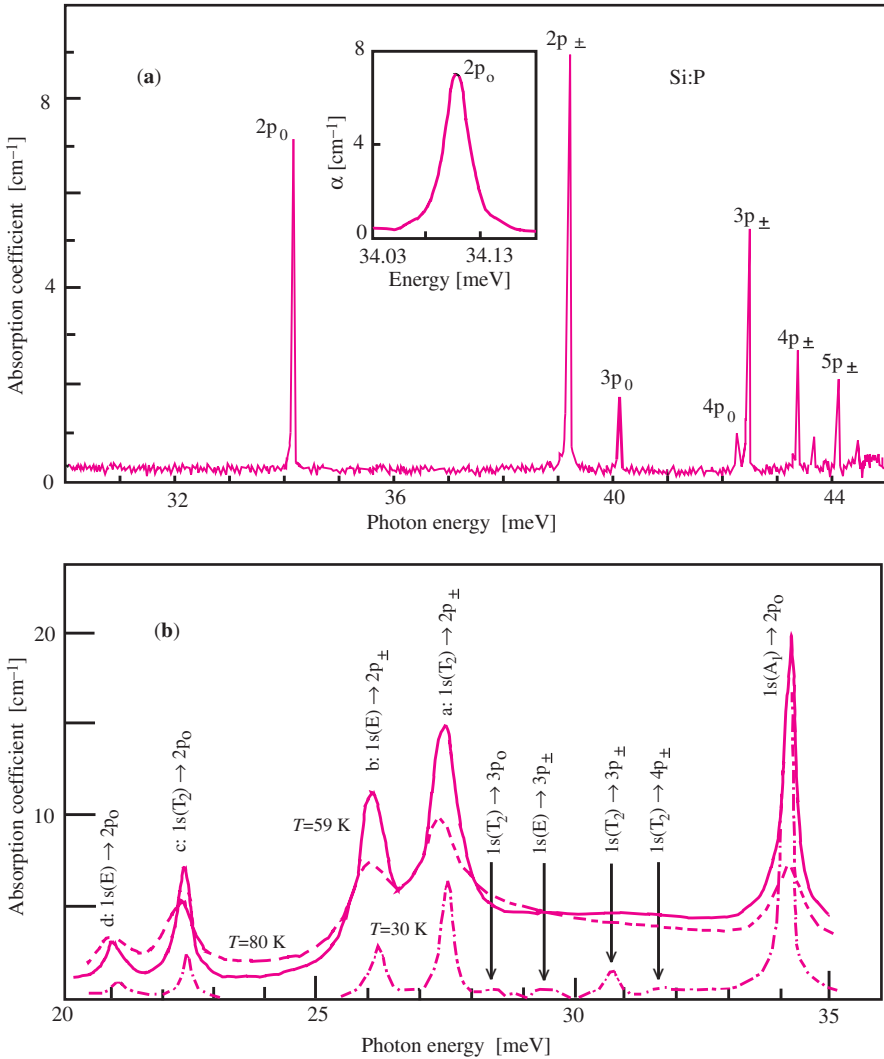 (a)
Si:P
Absorption coefficient [cm⁻¹]
8
4
0
2p₀
2p ±
3p₀
4p₀
3p±
4p±
5p±
α [cm⁻¹]
8
4
0
2pₒ
34.03 34.13
Energy [meV]
32 36 40 42 44
Photon energy [meV]
(b)
Absorption coefficient [cm⁻¹]
20
10
0
d: 1s(E) → 2pₒ
c: 1s(T₂) → 2pₒ
b: 1s(E) → 2p±
a: 1s(T₂) → 2p±
1s(T₂) → 3pₒ
1s(E) → 3p±
1s(T₂) → 3p±
1s(T₂) → 4p±
1s(A₁) → 2pₒ
T=59 K
T=80 K
T=30 K
20 25 30 35
Photon energy [meV]